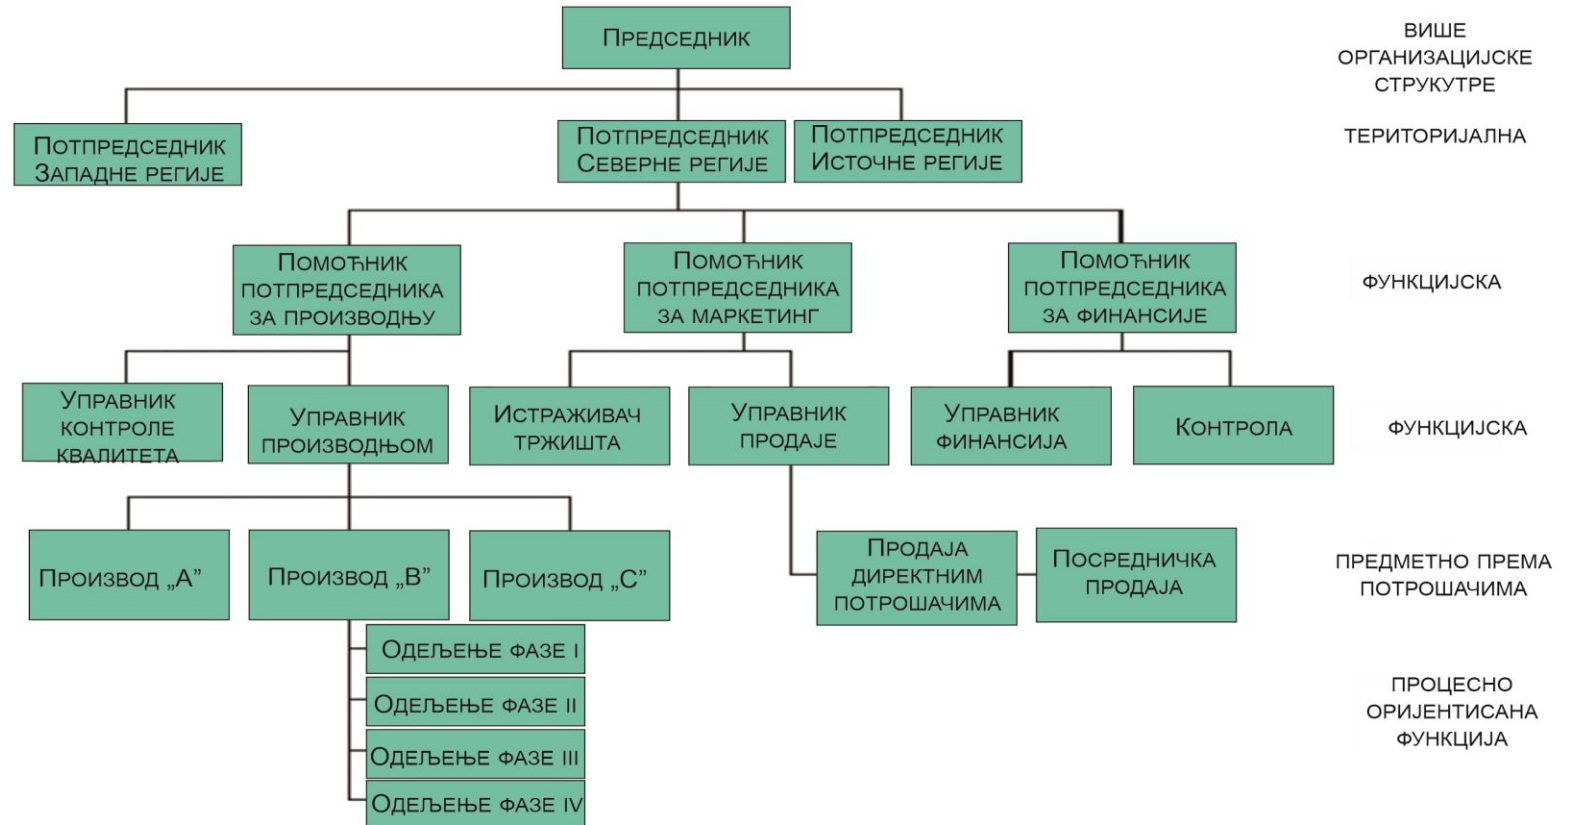 Председник
ВИШЕ
ОРГАНИЗАЦИЈСКЕ
СТРУКУТРЕ
Потпредседник
Западне регије
Потпредседник
Северне регије
Потпредседник
Источне регије
ТЕРИТОРИЈАЛНА
Помоћник
потпредседника
за производњу
Помоћник
потпредседника
за маркетинг
Помоћник
потпредседника
за финансије
ФУНКЦИЈСКА
Управник
контроле
квалитета
Управник
производњом
Истраживач
тржишта
Управник
продаје
Управник
финансија
Контрола
ФУНКЦИЈСКА
Производ „А”
Производ „В”
Производ „С”
Продаја
директним
потрошачима
Посредничка
продаја
ПРЕДМЕТНО ПРЕМА
ПОТРОШАЧИМА
Одељење фазе I
Одељење фазе II
Одељење фазе III
Одељење фазе IV
ПРОЦЕСНО
ОРИЈЕНТИСАНА
ФУНКЦИЈА